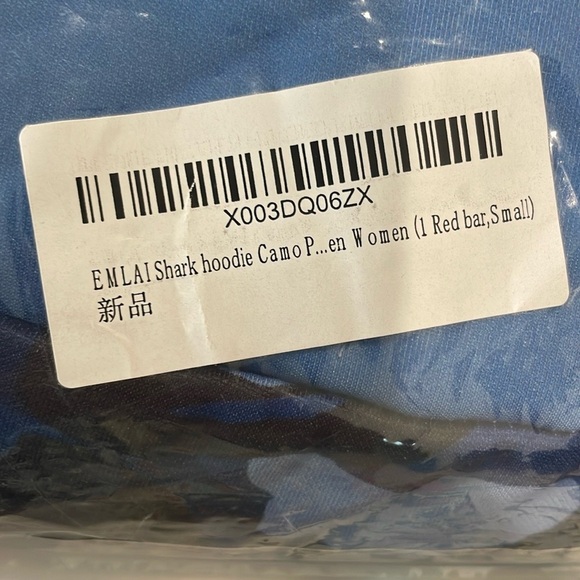 X003DQ06ZX
EMLAI Shark hoodie Camo P...en Women (1 Red bar,Small)
新品